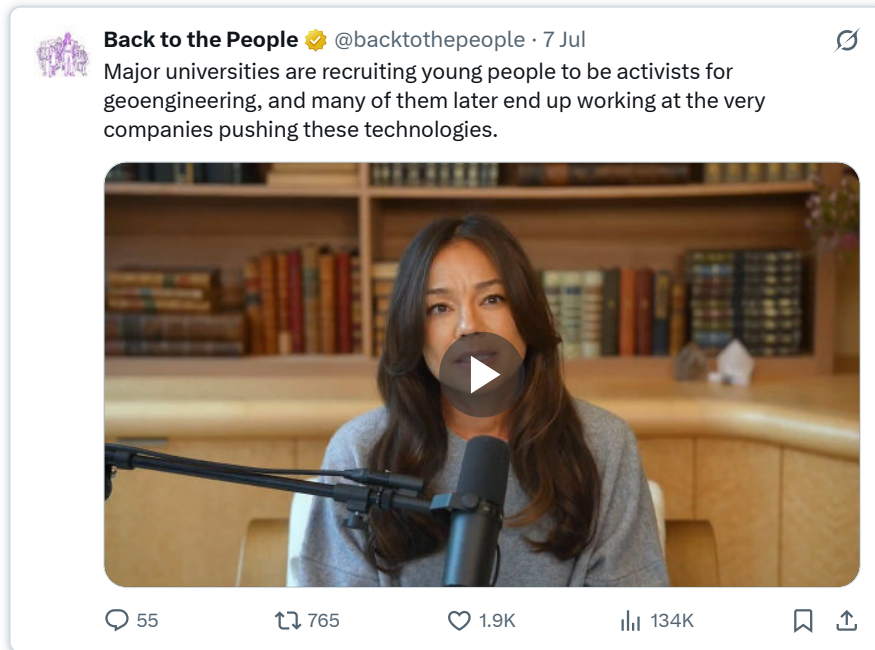 Back to the People @backtothepeople · 7 Jul
Major universities are recruiting young people to be activists for
geoengineering, and many of them later end up working at the very
companies pushing these technologies.
55 765 1.9K 134K